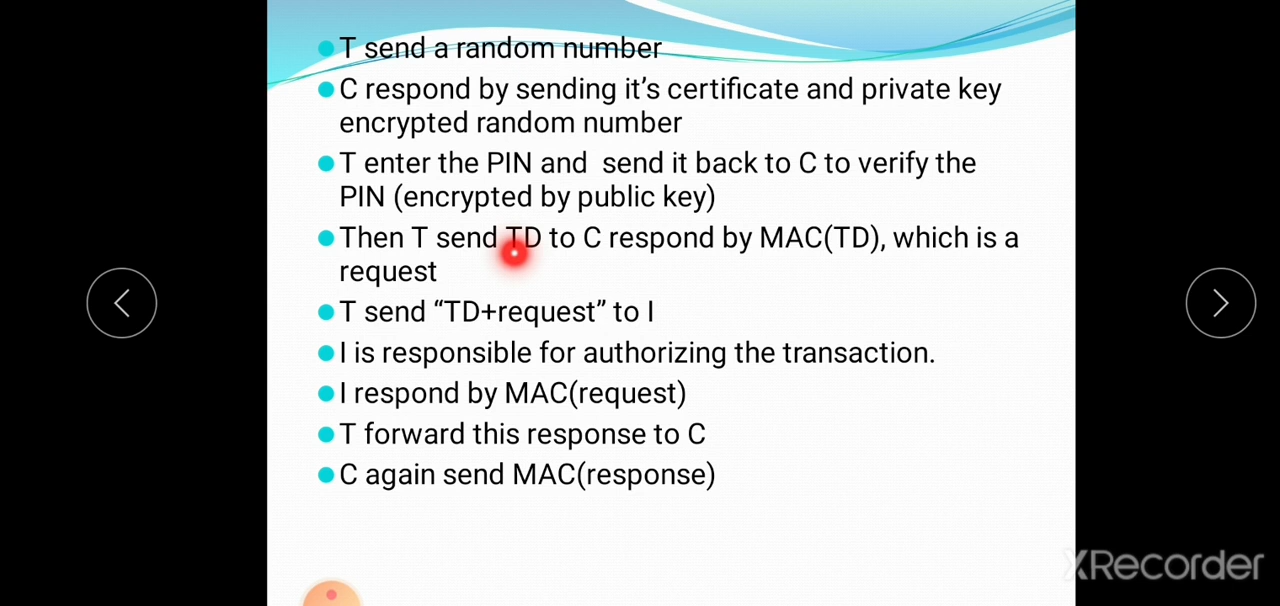 T send a random number
C respond by sending it's certificate and private key
encrypted random number
T enter the PIN and send it back to C to verify the
PIN (encrypted by public key)
Then T send TD to C respond by MAC(TD), which is a
request
T send “TD+request” to I
I is responsible for authorizing the transaction.
I respond by MAC(request)
T forward this response to C
C again send MAC(response)
XRecorder